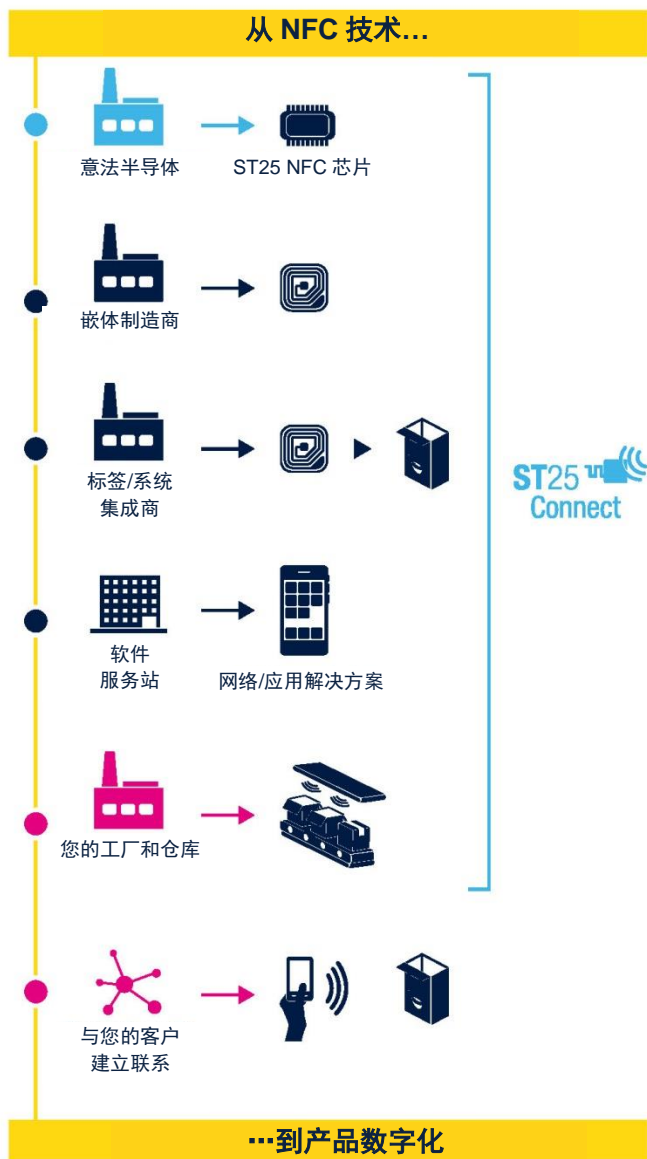 从 NFC 技术...
意法半导体
ST25 NFC 芯片
嵌体制造商
标签/系统
集成商
ST25
Connect
软件
服务站
网络/应用解决方案
您的工厂和仓库
与您的客户
建立联系
...到产品数字化